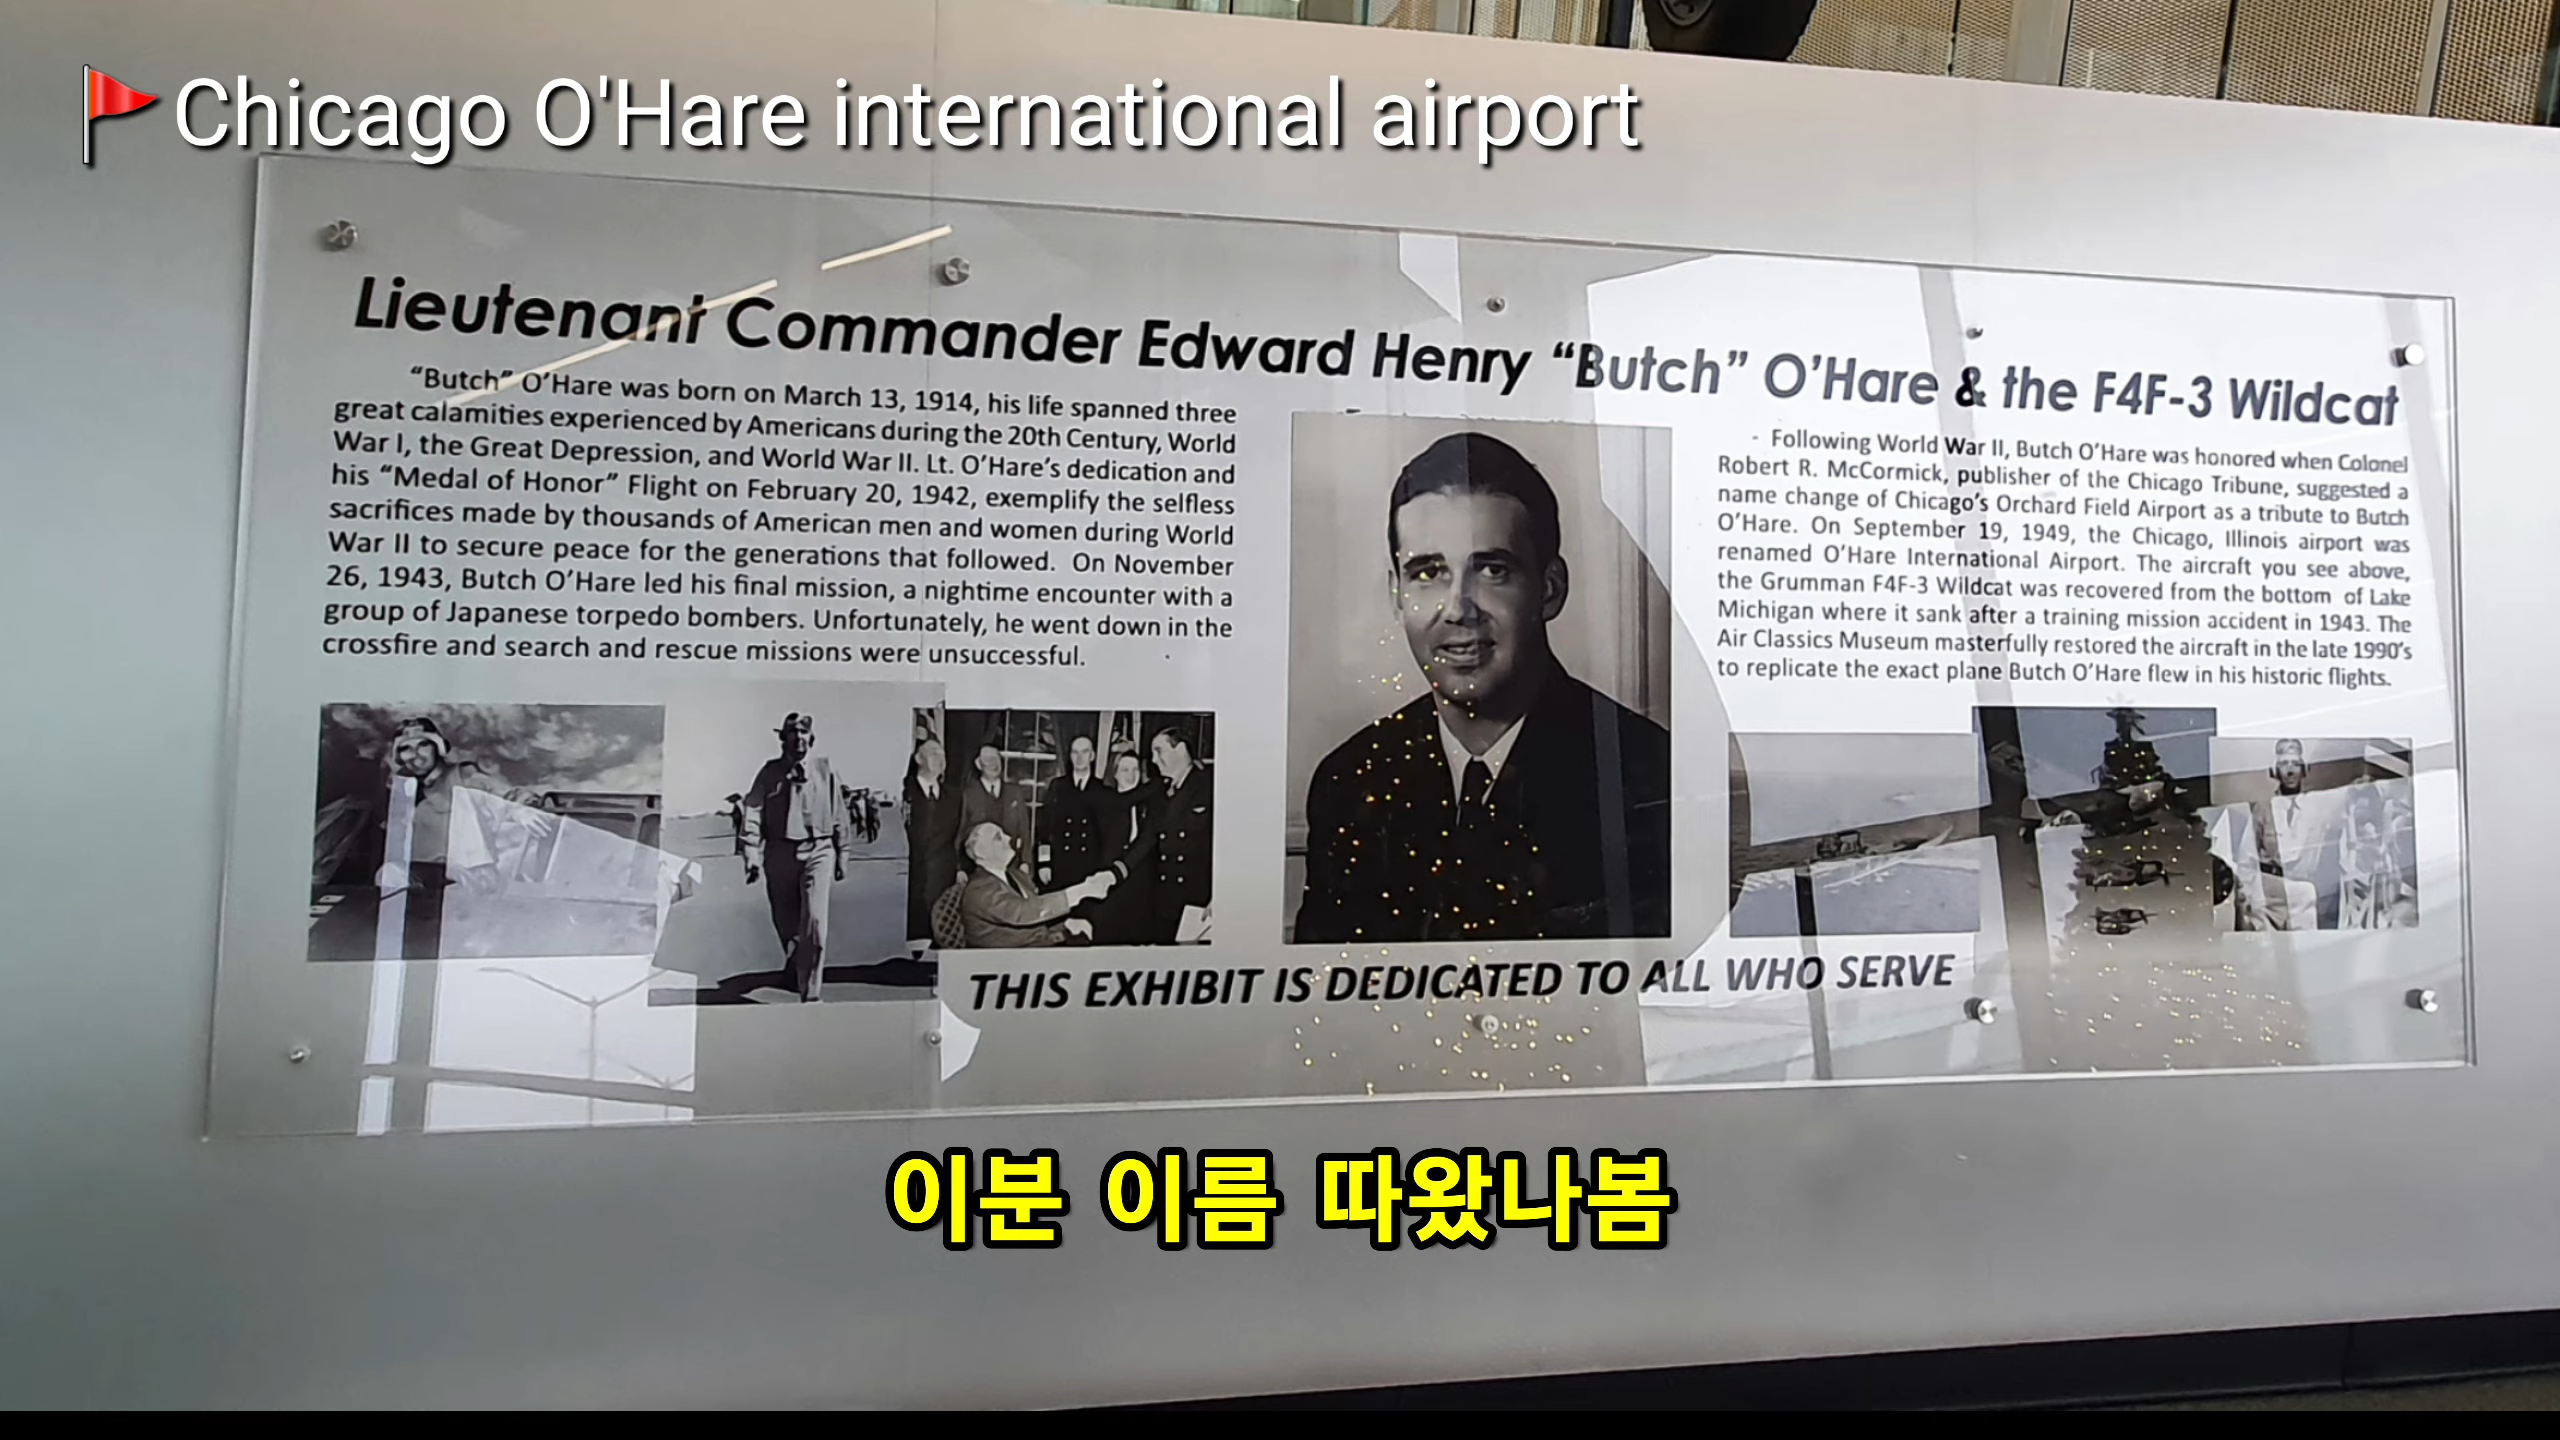 Chicago O'Hare international airport
Lieutenant Commander Edward Henry “Butch” O’Hare & the F4F-3 Wildcat
“Butch” O’Hare was born on March 13, 1914, his life spanned three
great calamities experienced by Americans during the 20th Century, World
War I, the Great Depression, and World War II. Lt. O’Hare’s dedication and
his “Medal of Honor” Flight on February 20, 1942, exemplify the selfless
sacrifices made by thousands of American men and women during World
War II to secure peace for the generations that followed. On November
26, 1943, Butch O’Hare led his final mission, a nightime encounter with a
group of Japanese torpedo bombers. Unfortunately, he went down in the
crossfire and search and rescue missions were unsuccessful.
- Following World War II, Butch O’Hare was honored when Colonel
Robert R. McCormick, publisher of the Chicago Tribune, suggested a
name change of Chicago’s Orchard Field Airport as a tribute to Butch
O’Hare. On September 19, 1949, the Chicago, Illinois airport was
renamed O’Hare International Airport. The aircraft you see above,
the Grumman F4F-3 Wildcat was recovered from the bottom of Lake
Michigan where it sank after a training mission accident in 1943. The
Air Classics Museum masterfully restored the aircraft in the late 1990’s
to replicate the exact plane Butch O’Hare flew in his historic flights.
THIS EXHIBIT IS DEDICATED TO ALL WHO SERVE
이분 이름 따왔나봄